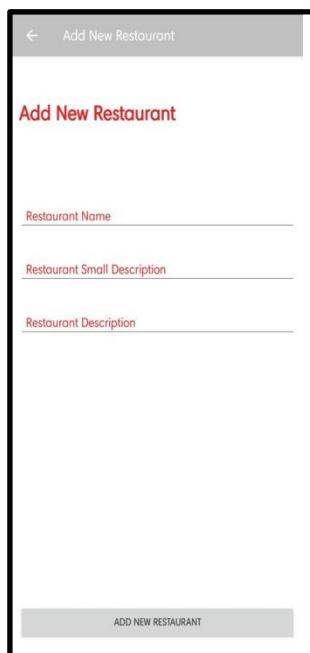 Add New Restaurant
Add New Restaurant
Restaurant Name
Restaurant Small Description
Restaurant Description
ADD NEW RESTAURANT